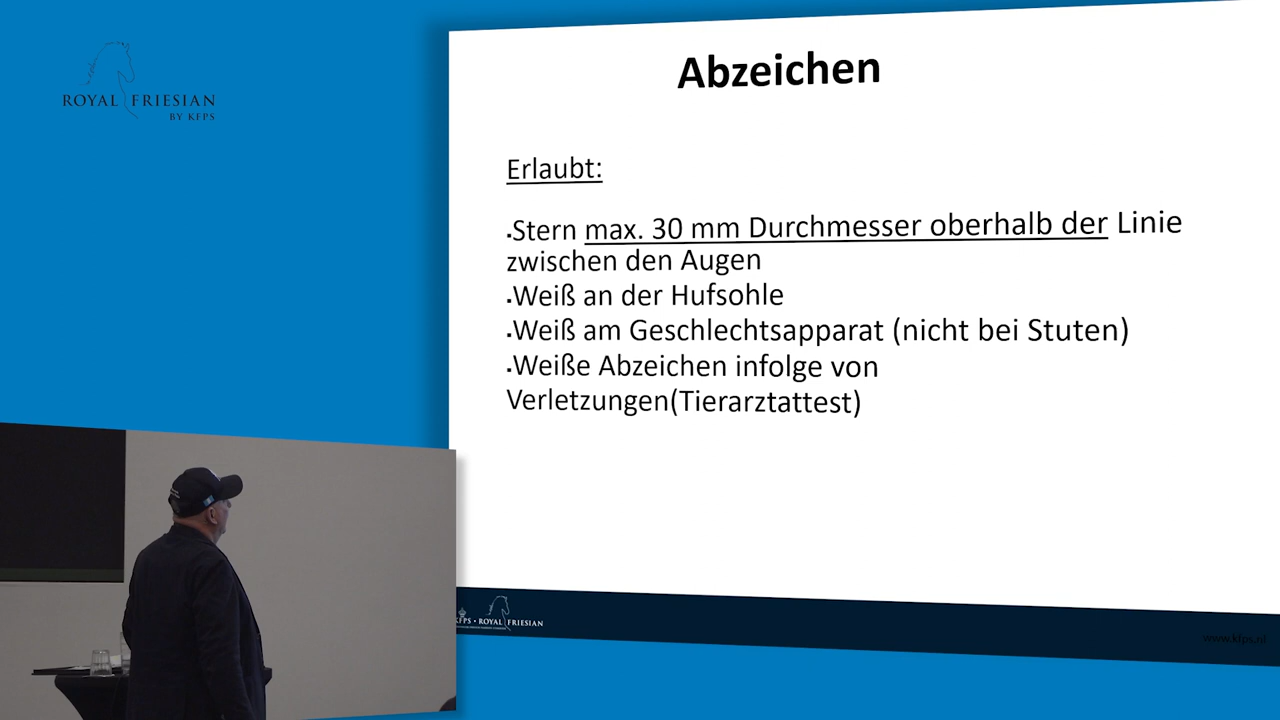 ROYAL FRIESIAN
BY KFPS
Abzeichen
Erlaubt:
.Stern max. 30 mm Durchmesser oberhalb der Linie
zwischen den Augen
.Weiß an der Hufsohle
.Weiß am Geschlechtsapparat (nicht bei Stuten)
.Weiße Abzeichen infolge von
Verletzungen(Tierarztattest)
KFPS • ROYAL FRIESIAN
www.kfps.nl